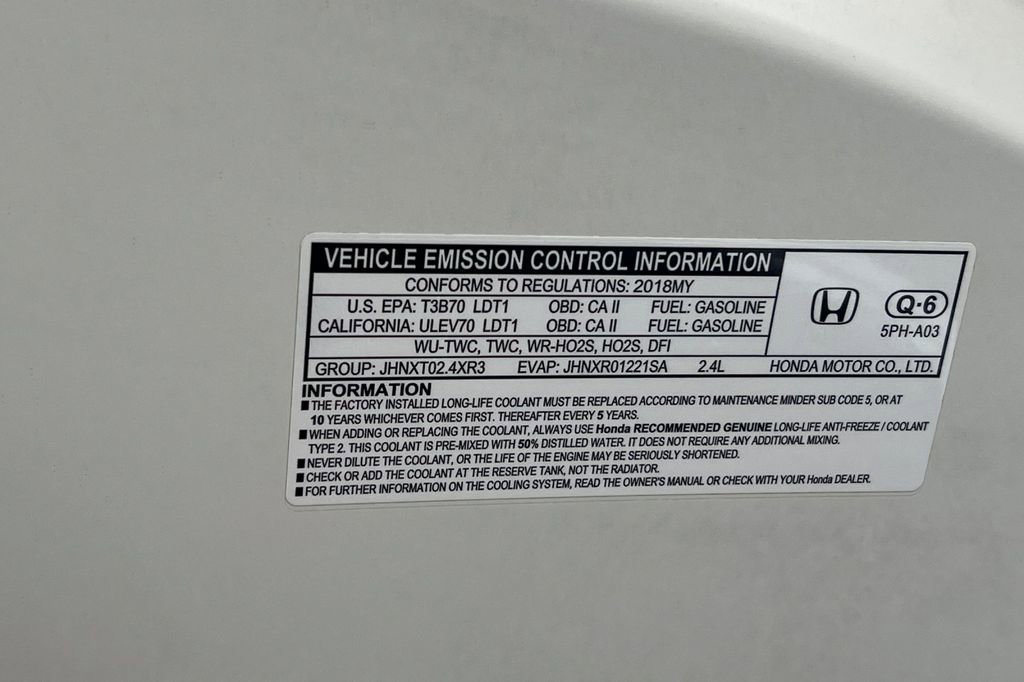 VEHICLE EMISSION CONTROL INFORMATION
CONFORMS TO REGULATIONS: 2018MY
U.S. EPA: T3B70 LDT1 OBD: CA II FUEL: GASOLINE
CALIFORNIA: ULEV70 LDT1 OBD: CA II FUEL: GASOLINE
WU-TWC, TWC, WR-HO2S, HO2S, DFI
Q-6
5PH-A03
GROUP: JHNXT02.4XR3 EVAP: JHNXR01221SA 2.4L HONDA MOTOR CO., LTD.
INFORMATION
■ THE FACTORY INSTALLED LONG-LIFE COOLANT MUST BE REPLACED ACCORDING TO MAINTENANCE MINDER SUB CODE 5, OR AT
10 YEARS WHICHEVER COMES FIRST. THEREAFTER EVERY 5 YEARS.
■ WHEN ADDING OR REPLACING THE COOLANT, ALWAYS USE Honda RECOMMENDED GENUINE LONG-LIFE ANTI-FREEZE / COOLANT
TYPE 2. THIS COOLANT IS PRE-MIXED WITH 50% DISTILLED WATER. IT DOES NOT REQUIRE ANY ADDITIONAL MIXING.
■ NEVER DILUTE THE COOLANT, OR THE LIFE OF THE ENGINE MAY BE SERIOUSLY SHORTENED.
■ CHECK OR ADD THE COOLANT AT THE RESERVE TANK, NOT THE RADIATOR.
■ FOR FURTHER INFORMATION ON THE COOLING SYSTEM, READ THE OWNER'S MANUAL OR CHECK WITH YOUR Honda DEALER.